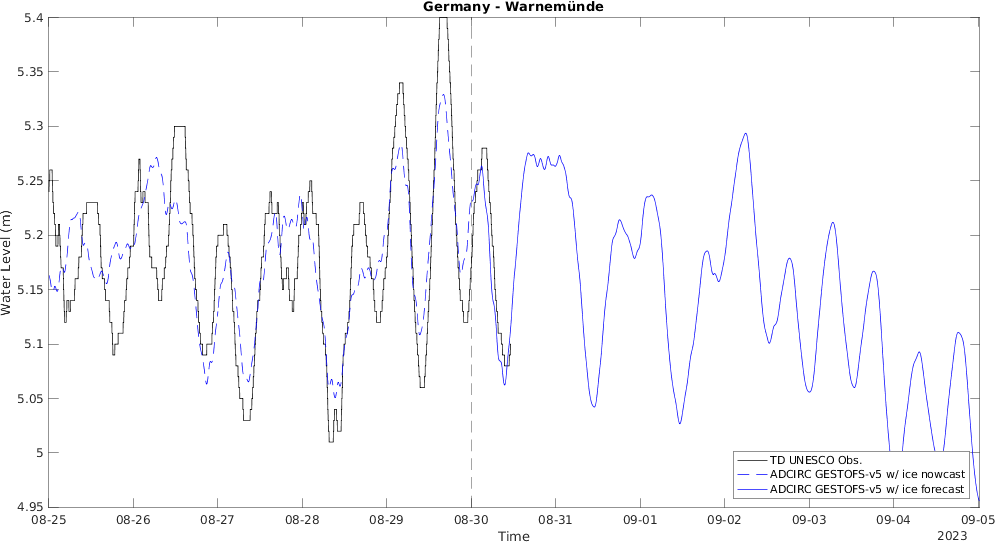 Germany - Warnemünde
5.4
5.35
5.3
5.25
5.2
5.15
5.1
5.05
5
4.95
Water Level (m)
08-25 08-26 08-27 08-28 08-29 08-30 08-31 09-01 09-02 09-03 09-04 09-05
Time
2023
TD UNESCO Obs.
ADCIRC GESTOFS-v5 w/ ice nowcast
ADCIRC GESTOFS-v5 w/ ice forecast